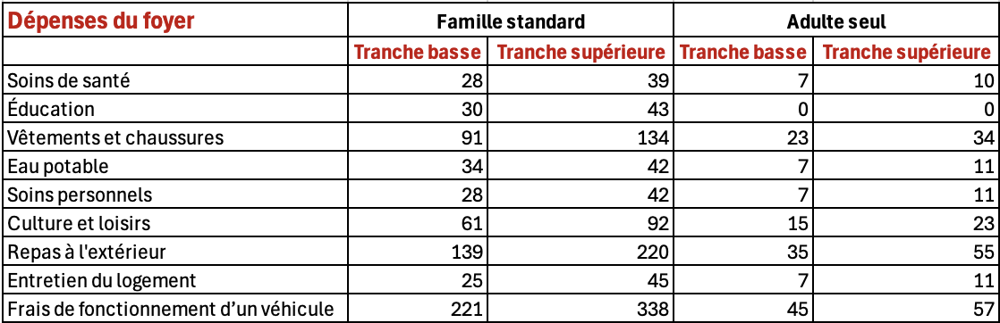 Dépenses du foyer Famille standard Adulte seul
Tranche basse Tranche supérieure Tranche basse Tranche supérieure
Soins de santé 28 39 7 10
Éducation 30 43 0 0
Vêtements et chaussures 91 134 23 34
Eau potable 34 42 7 11
Soins personnels 28 42 7 11
Culture et loisirs 61 92 15 23
Repas à l'extérieur 139 220 35 55
Entretien du logement 25 45 7 11
Frais de fonctionnement d’un véhicule 221 338 45 57